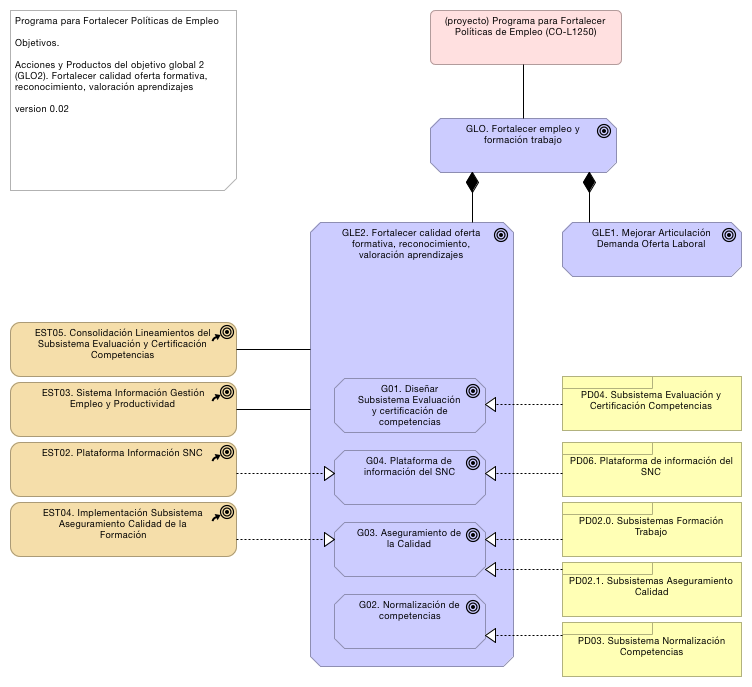 Programa para Fortalecer Políticas de Empleo
Objetivos.
Acciones y Productos del objetivo global 2
(GLO2). Fortalecer calidad oferta formativa,
reconocimiento, valoración aprendizajes
version 0.02
(proyecto) Programa para Fortalecer
Políticas de Empleo (CO-L1250)
GLO. Fortalecer empleo y
formación trabajo
GLE2. Fortalecer calidad oferta
formativa, reconocimiento,
valoración aprendizajes
GLE1. Mejorar Articulación
Demanda Oferta Laboral
EST05. Consolidación Lineamientos del
Subsistema Evaluación y Certificación
Competencias
EST03. Sistema Información Gestión
Empleo y Productividad
EST02. Plataforma Información SNC
EST04. Implementación Subsistema
Aseguramiento Calidad de la
Formación
G01. Diseñar
Subsistema Evaluación
y certificación de
competencias
G04. Plataforma de
información del SNC
G03. Aseguramiento de
la Calidad
G02. Normalización de
competencias
PD04. Subsistema Evaluación y
Certificación Competencias
PD06. Plataforma de información del
SNC
PD02.0. Subsistemas Formación
Trabajo
PD02.1. Subsistemas Aseguramiento
Calidad
PD03. Subsistema Normalización
Competencias